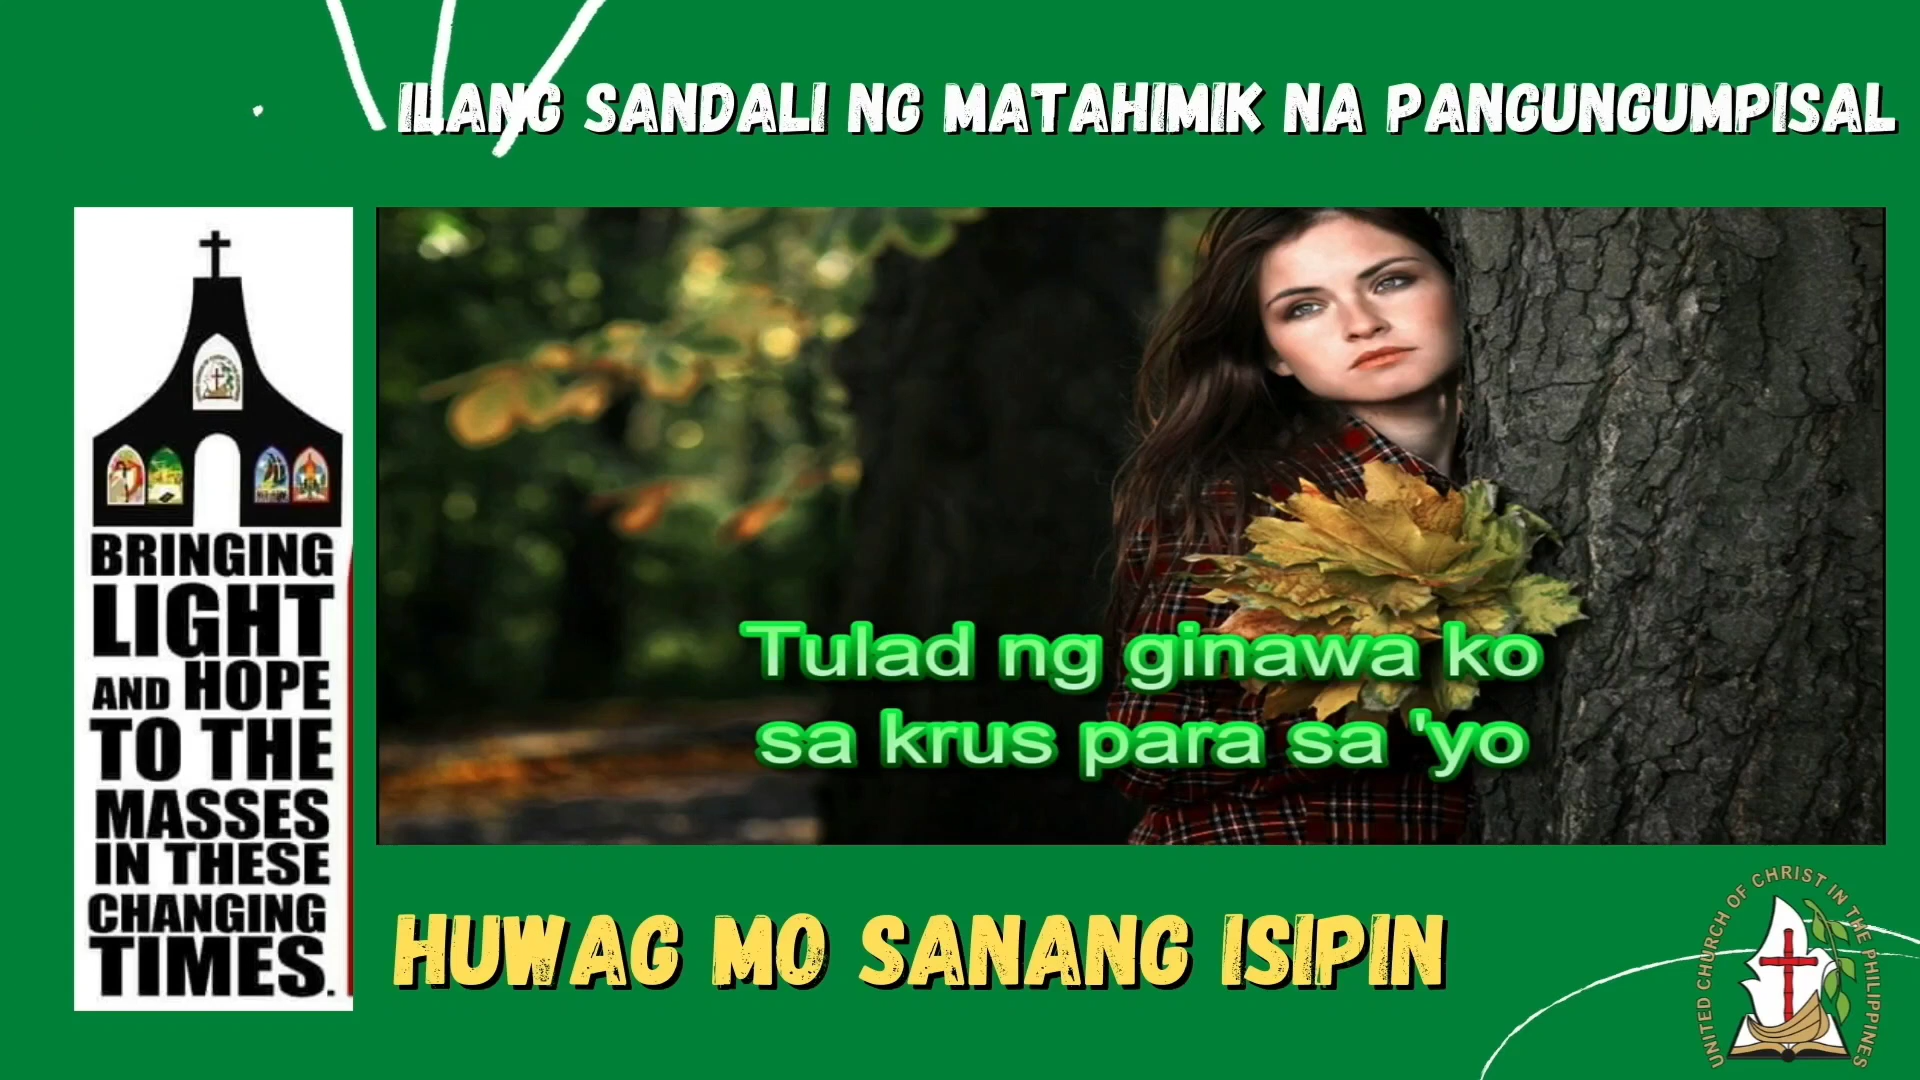 ILANG SANDALI NG MATAHIMIK NA PANGUNGUMPISAL
BRINGING
LIGHT
AND HOPE
TO THE
MASSES
IN THESE
CHANGING
TIMES.
Tulad ng ginawa ko
sa krus para sa 'yo
HUWAG MO SANANG ISIPIN
UNITED CHURCH OF CHRIST IN THE PHILIPPINES